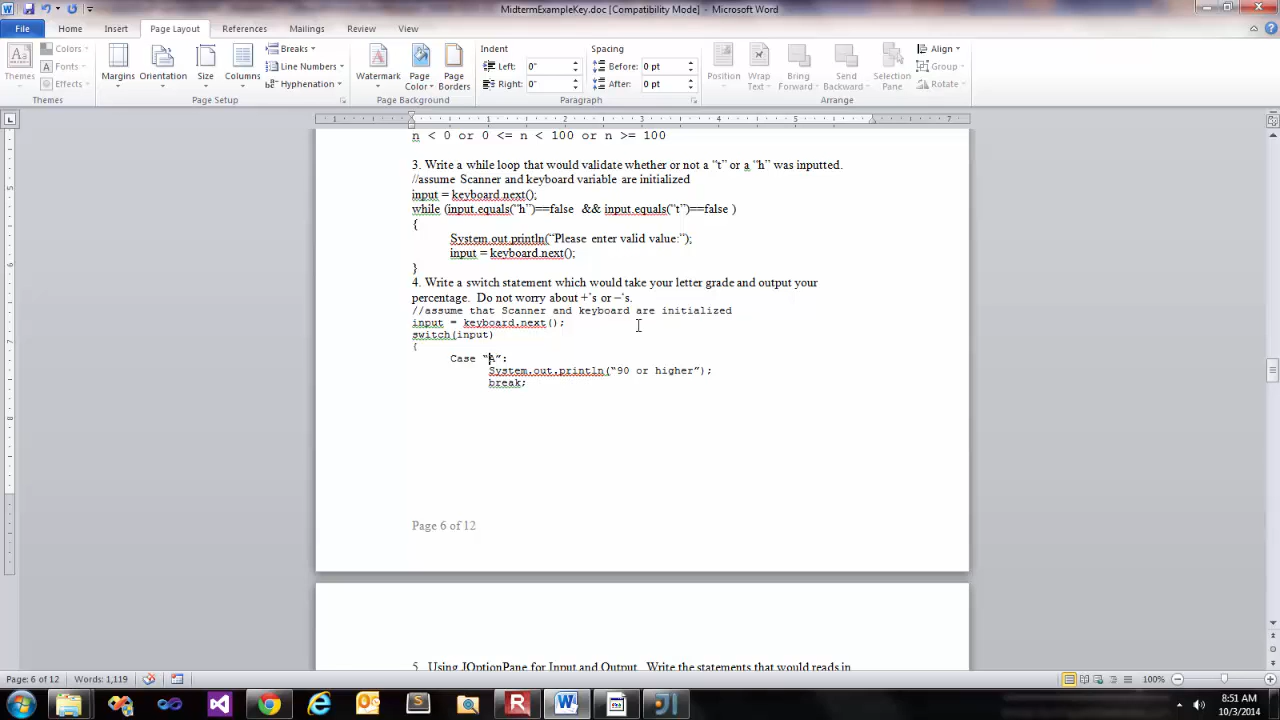 MidtermExampleKey.doc [Compatibility Mode] - Microsoft Word
File Home Insert Page Layout References Mailings Review View
Themes
Colors
Fonts
Effects
Themes
Margins
Orientation
Size
Columns
Breaks
Line Numbers
Hyphenation
Page Setup
Watermark
Page Color
Page Borders
Page Background
Indent
Left: 0"
Right: 0"
Spacing
Before: 0 pt
After: 0 pt
Paragraph
Position
Wrap Text
Bring Forward
Send Backward
Selection Pane
Align
Group
Rotate
Arrange
1 1 2 3 4 5 7
n < 0 or 0 <= n < 100 or n >= 100
3. Write a while loop that would validate whether or not a “t” or a “h” was inputted.
//assume Scanner and keyboard variable are initialized
input = keyboard.next();
while (input.equals(“h”)==false && input.equals(“t”)==false )
{
System.out.println(“Please enter valid value:“);
input = keyboard.next();
}
4. Write a switch statement which would take your letter grade and output your
percentage. Do not worry about +’s or –’s.
//assume that Scanner and keyboard are initialized
input = keyboard.next();
switch(input)
{
Case “A”:
System.out.println(“90 or higher”);
break;
Page 6 of 12
5. Using JOptionPane for Input and Output. Write the statements that would reads in
Page: 6 of 12 Words: 1,119 100%
8:51 AM
10/3/2014